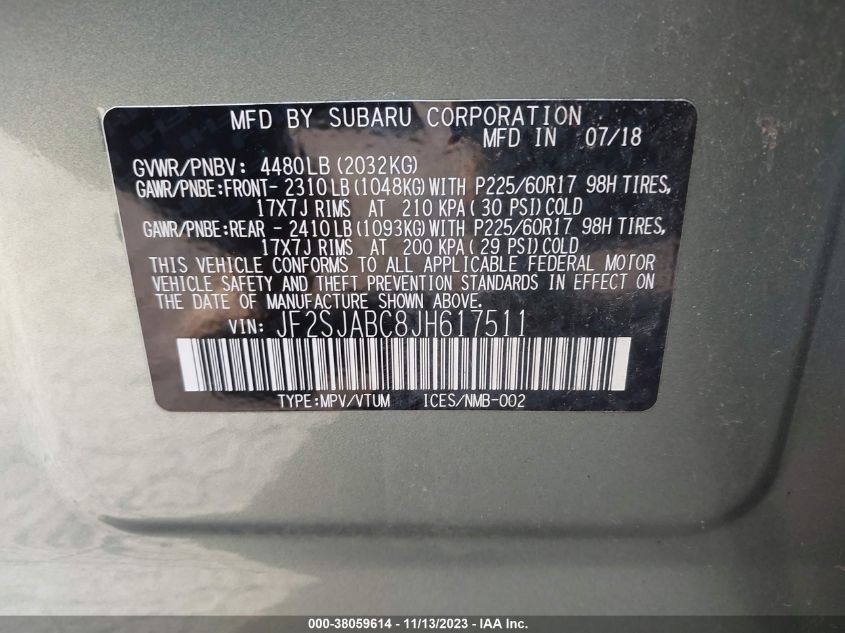 MFD BY SUBARU CORPORATION
MFD IN 07/18
GVWR/PNBV: 4480LB (2032KG)
GAWR/PNBE:FRONT- 2310 LB (1048KG) WITH P225/60R17 98H TIRES,
17X7J RIMS AT 210 KPA ( 30 PSI) COLD
GAWR/PNBE:REAR - 2410 LB (1093KG) WITH P225/60R17 98H TIRES,
17X7J RIMS AT 200 KPA ( 29 PSI) COLD
THIS VEHICLE CONFORMS TO ALL APPLICABLE FEDERAL MOTOR
VEHICLE SAFETY AND THEFT PREVENTION STANDARDS IN EFFECT ON
THE DATE OF MANUFACTURE SHOWN ABOVE.
VIN: JF2SJABC8JH617511
TYPE:MPV/VTUM ICES/NMB-002
000-38059614 - 11/13/2023 - IAA Inc.